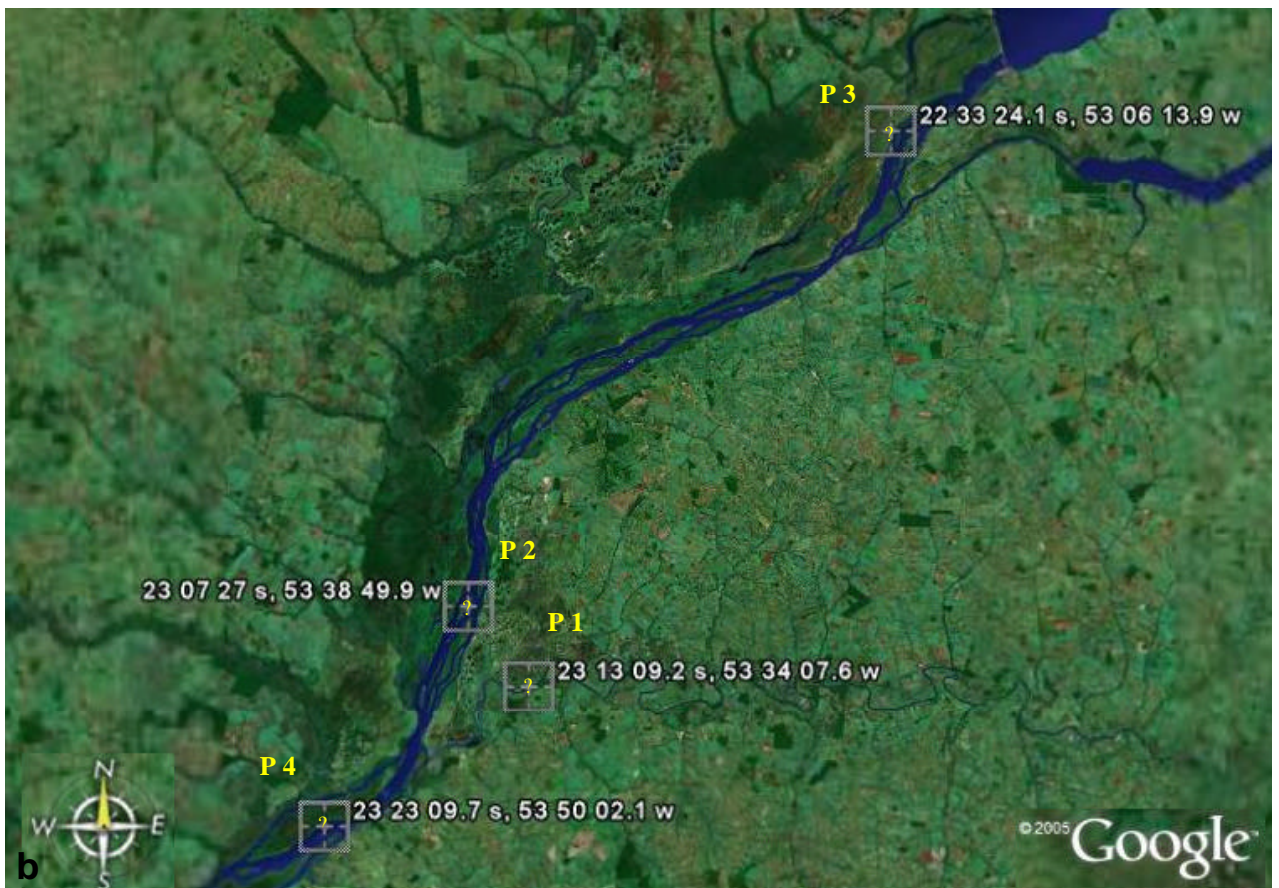 P 3
22 33 24.1 s, 53 06 13.9 w
?
P 2
23 07 27 s, 53 38 49.9 w
?
P 1
23 13 09.2 s, 53 34 07.6 w
?
P 4
23 23 09.7 s, 53 50 02.1 w
?
N
W E
S
b
©2005 Google